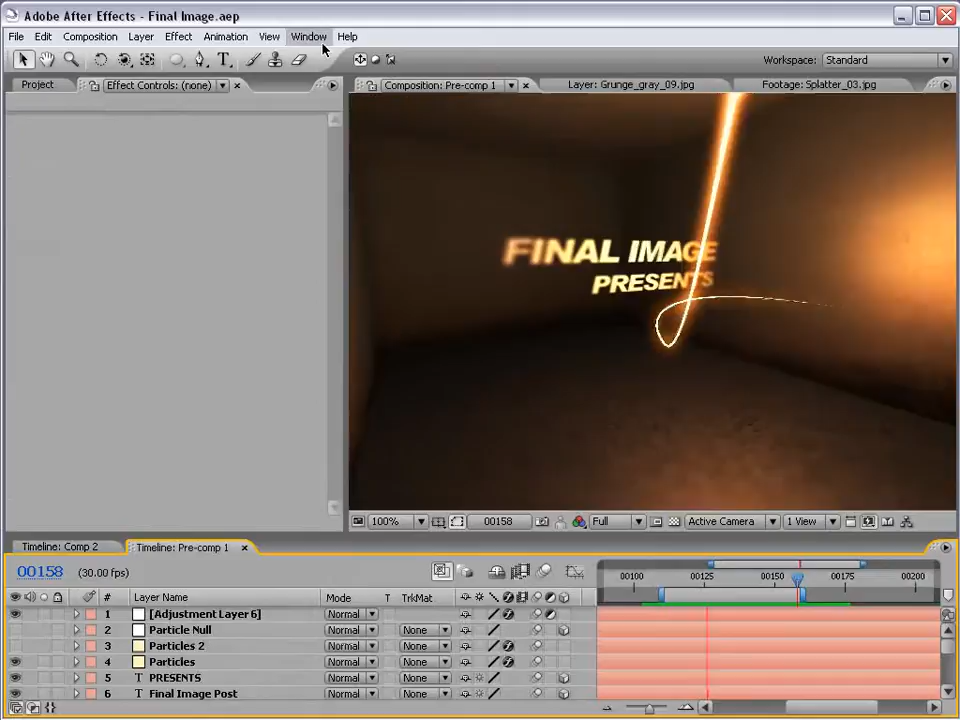 Adobe After Effects - Final Image.aep
File Edit Composition Layer Effect Animation View Window Help
Workspace: Standard
Project Effect Controls: (none) Composition: Pre-comp 1 Layer: Grunge_gray_09.jpg Footage: Splatter_03.jpg
FINAL IMAGE
PRESENTS
100% 00158 Full Active Camera 1 View
Timeline: Comp 2 Timeline: Pre-comp 1
00158 (30.00 fps)
00100 00125 00150 00175 00200
# Layer Name Mode T TrkMat
1 [Adjustment Layer 6] Normal
2 Particle Null Normal None
3 Particles 2 Normal None
4 Particles Normal None
5 T PRESENTS Normal None
6 T Final Image Post Normal None